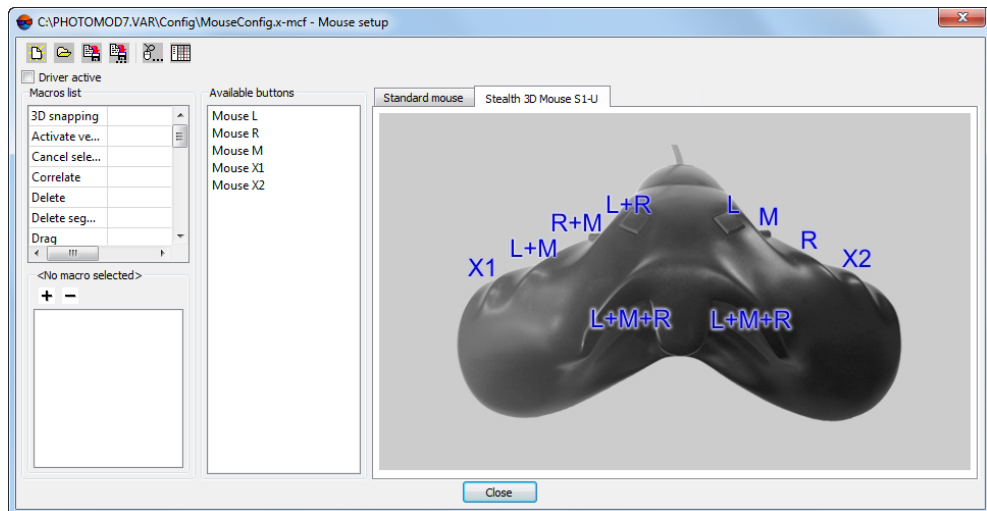 C:\PHOTOMOD7.VAR\Config\MouseConfig.x-mcf - Mouse setup
Driver active
Macros list
3D snapping
Activate ve...
Cancel sele...
Correlate
Delete
Delete seg...
Drag
<No macro selected>
Available buttons
Mouse L
Mouse R
Mouse M
Mouse X1
Mouse X2
Standard mouse
Stealth 3D Mouse S1-U
L+R
L
R+M
M
L+M
R
X1
X2
L+M+R
L+M+R
Close